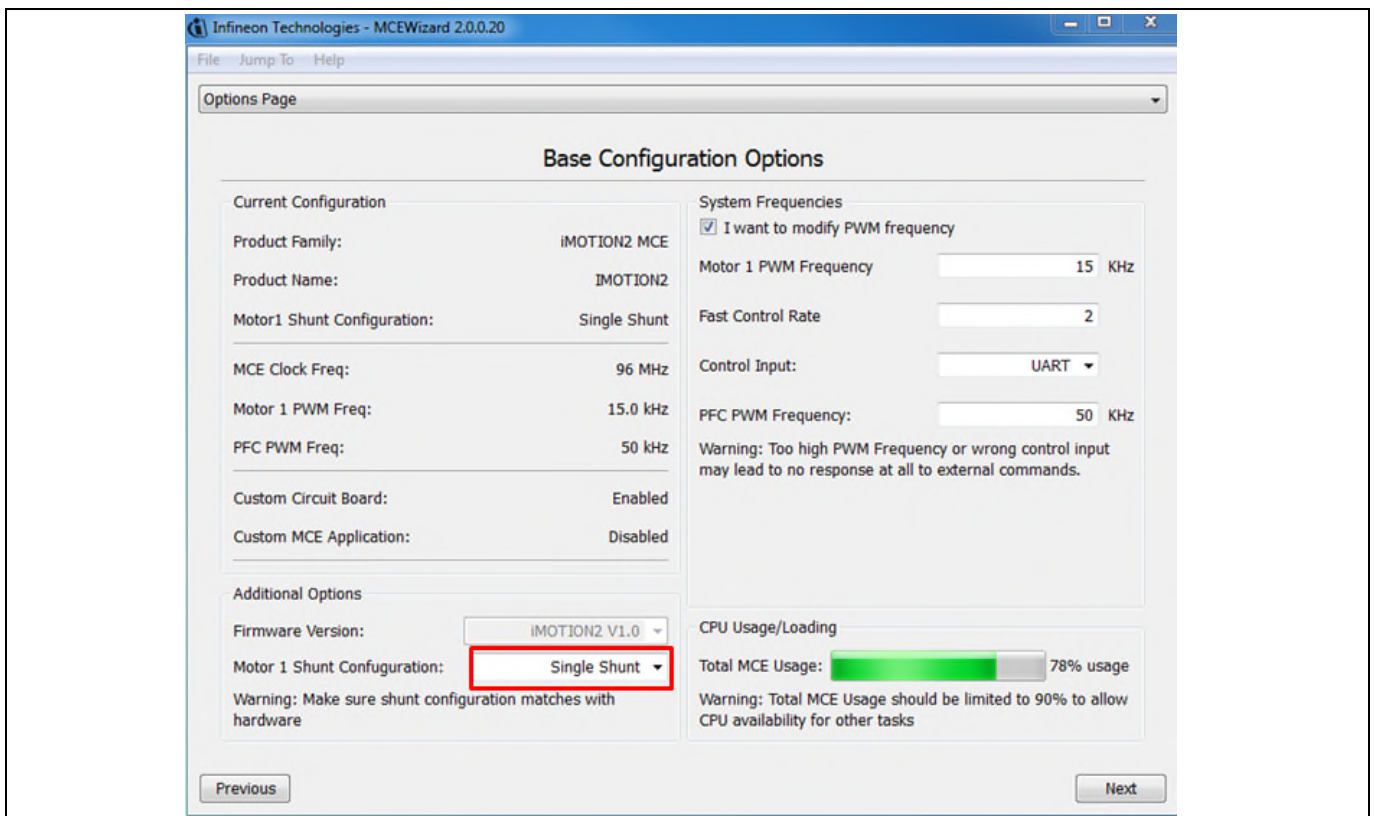 Infineon Technologies - MCEWizard 2.0.0.20
File Jump To Help
Options Page
Base Configuration Options
Current Configuration
Product Family: iMOTION2 MCE
Product Name: IMOTION2
Motor1 Shunt Configuration: Single Shunt
MCE Clock Freq: 96 MHz
Motor 1 PWM Freq: 15.0 kHz
PFC PWM Freq: 50 kHz
Custom Circuit Board: Enabled
Custom MCE Application: Disabled
Additional Options
Firmware Version: iMOTION2 V1.0
Motor 1 Shunt Confuguration: Single Shunt
Warning: Make sure shunt configuration matches with
hardware
System Frequencies
I want to modify PWM frequency
Motor 1 PWM Frequency 15 KHz
Fast Control Rate 2
Control Input: UART
PFC PWM Frequency: 50 KHz
Warning: Too high PWM Frequency or wrong control input
may lead to no response at all to external commands.
CPU Usage/Loading
Total MCE Usage: 78% usage
Warning: Total MCE Usage should be limited to 90% to allow
CPU availability for other tasks
Previous
Next